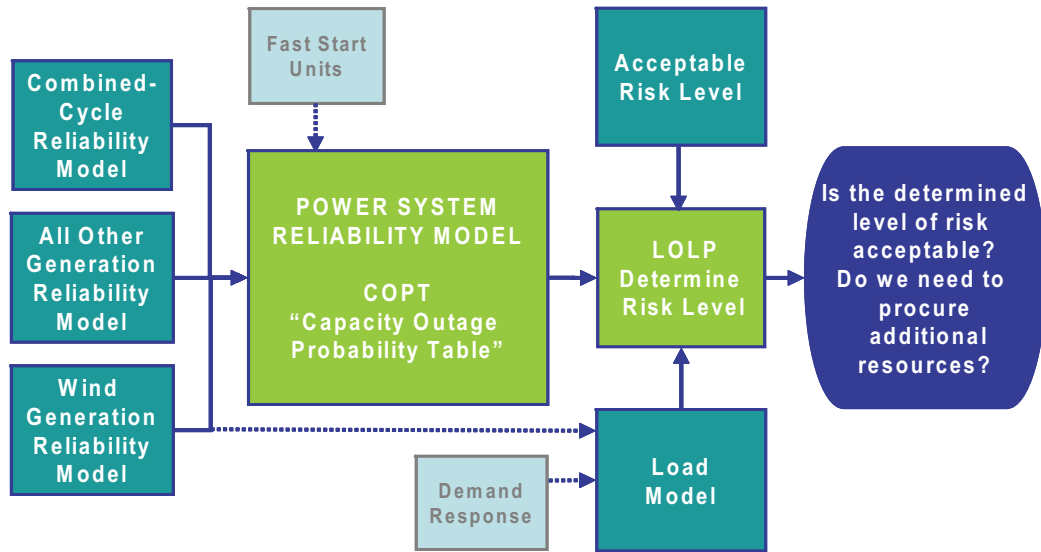 Fast Start
Units
Acceptable
Risk Level
Combined-
Cycle
Reliability
Model
All Other
Generation
Reliability
Model
Wind
Generation
Reliability
Model
POWER SYSTEM
RELIABILITY MODEL
COPT
“Capacity Outage
Probability Table”
LOLP
Determine
Risk Level
Is the determined
level of risk
acceptable?
Do we need to
procure
additional
resources?
Demand
Response
Load
Model